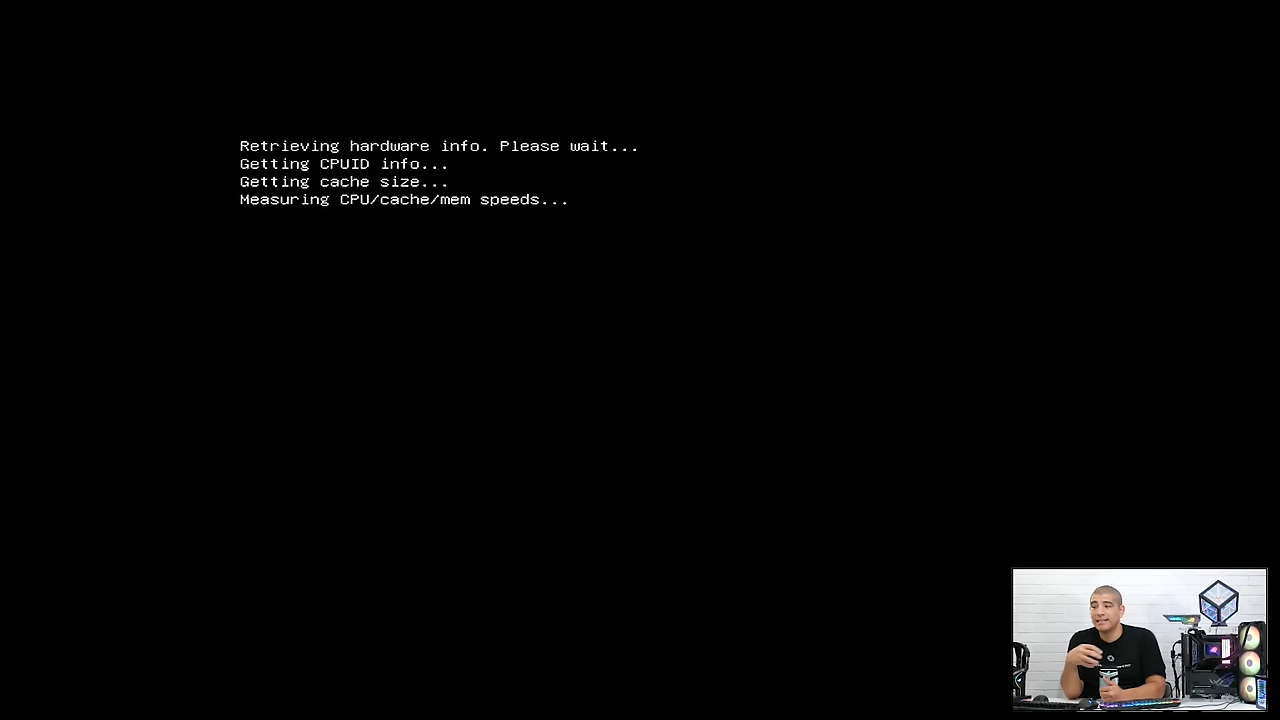 Retrieving hardware info. Please wait...
Getting CPUID info...
Getting cache size...
Measuring CPU/cache/mem speeds...